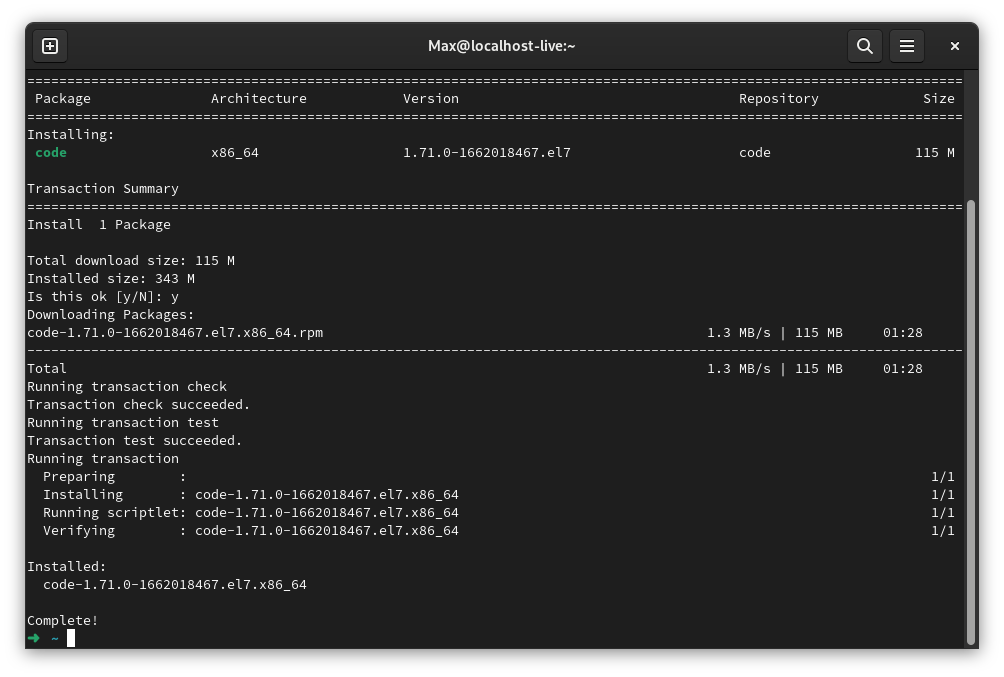 Max@localhost-live:~
================================================================================
Package Architecture Version Repository Size
================================================================================
Installing:
code x86_64 1.71.0-1662018467.el7 code 115 M
Transaction Summary
================================================================================
Install  1 Package
Total download size: 115 M
Installed size: 343 M
Is this ok [y/N]: y
Downloading Packages:
code-1.71.0-1662018467.el7.x86_64.rpm 1.3 MB/s | 115 MB 01:28
--------------------------------------------------------------------------------
Total 1.3 MB/s | 115 MB 01:28
Running transaction check
Transaction check succeeded.
Running transaction test
Transaction test succeeded.
Running transaction
Preparing : 1/1
Installing : code-1.71.0-1662018467.el7.x86_64 1/1
Running scriptlet: code-1.71.0-1662018467.el7.x86_64 1/1
Verifying : code-1.71.0-1662018467.el7.x86_64 1/1
Installed:
code-1.71.0-1662018467.el7.x86_64
Complete!
➜ ~